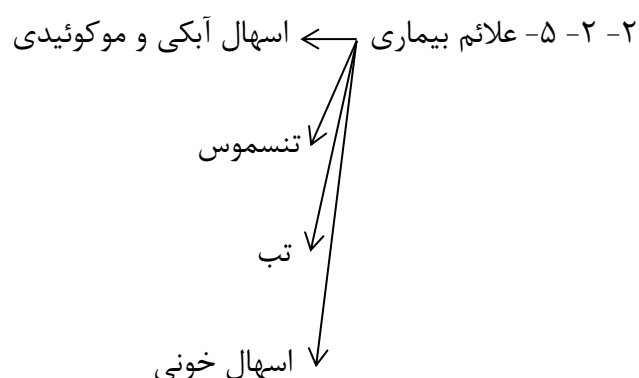 ۲- ۲- ۵- علائم بیماری اسهال آبکی و موکوئیدی
تنسموس
تب
اسهال خونی